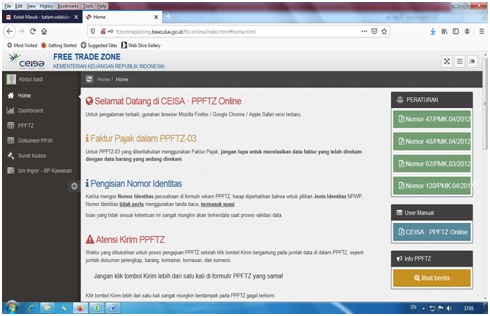 File Edit View History Bookmarks Tools Help
Kotak Masuk - batam.selalu
Home
ftzonlinepiloting.beacukai.go.id/ftz-online/index.html#home.html
Most Visited
Getting Started
Suggested Sites
Web Slice Gallery
ceisa
FREE TRADE ZONE
KEMENTERIAN KEUANGAN REPUBLIK INDONESIA
Abdul hadi
Home
Dashboard
PPFTZ
Dokumen PPJK
Surat Kuasa
Izin Impor - BP Kawasan
Home / Home
Selamat Datang di CEISA - PPFTZ Online
Untuk pengalaman terbaik, gunakan browser Mozilla Firefox / Google Chrome / Apple Safari versi terbaru.
Faktur Pajak dalam PPFTZ-03
Untuk PPFTZ-03 yang diberitahukan menggunakan Faktur Pajak, jangan lupa untuk merelasikan data faktur yang telah direkam
dengan data barang yang sedang direkam.
Pengisian Nomor Identitas
Ketika mengisi Nomor Identitas perusahaan di formulir rekam PPFTZ, harap diperhatikan bahwa untuk pilihan Jenis Identitas NPWP,
Nomor Identitas tidak perlu menggunakan tanda baca, termasuk spasi.
Isian yang tidak sesuai ketentuan ini sangat mungkin akan terkendala saat proses validasi data.
Atensi Kirim PPFTZ
Waktu yang dibutuhkan untuk proses pengajuan PPFTZ setelah klik tombol Kirim bergantung pada jumlah data di dalam PPFTZ, seperti
jumlah dokumen pelengkap, barang, kontainer, kemasan, dan konversi.
Jangan klik tombol Kirim lebih dari satu kali di formulir PPFTZ yang sama!
Klik tombol Kirim lebih dari satu kali sangat mungkin berdampak pada PPFTZ gagal terkirim.
PERATURAN
Nomor 47/PMK.04/2012
Nomor 48/PMK.04/2012
Nomor 62/PMK.03/2012
Nomor 120/PMK.04/201
User Manual
CEISA - PPFTZ Online
Info PPFTZ
lihat berita
EN
17:01